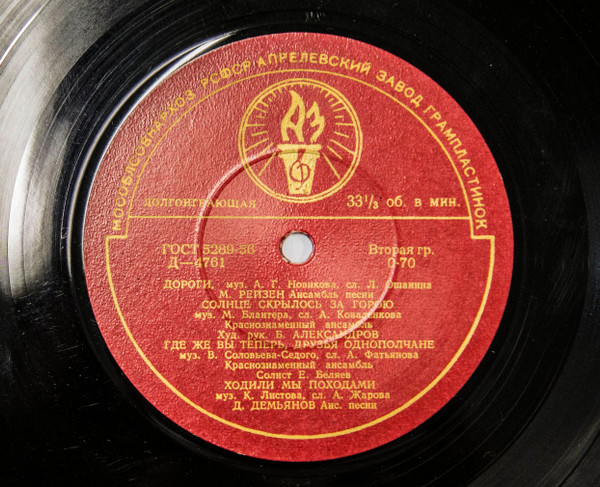 МОСОБЛСОВНАРХОЗ РСФСР АПРЕЛЕВСКИЙ ЗАВОД ГРАМПЛАСТИНОК
АЗ
ДОЛГОИГРАЮЩАЯ 33⅓ об. в мин.
ГОСТ 5289-56 Вторая гр.
Д—4761 0-70
ДОРОГИ, муз. А. Г. Новикова, сл. Л. Ошанина
М. РЕЙЗЕН Ансамбль песни
СОЛНЦЕ СКРЫЛОСЬ ЗА ГОРОЮ
муз. М. Блантера, сл. А. Коваленкова
Краснознаменный ансамбль
Худ. рук. Б. АЛЕКСАНДРОВ
ГДЕ ЖЕ ВЫ ТЕПЕРЬ, ДРУЗЬЯ ОДНОПОЛЧАНЕ
муз. В. Соловьева-Седого, сл. А. Фатьянова
Краснознаменный ансамбль
Солист Е. Беляев
ХОДИЛИ МЫ ПОХОДАМИ
муз. К. Листова, сл. А. Жарова
Д. ДЕМЬЯНОВ Анс. песни